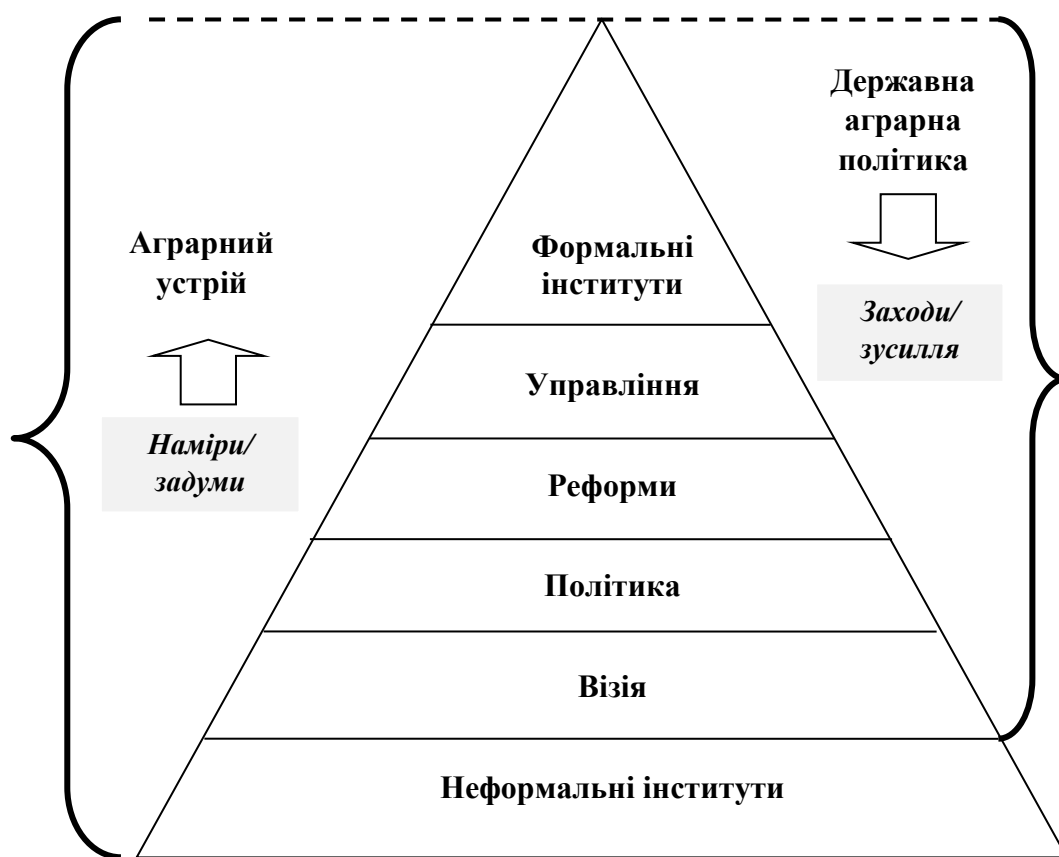 Державна
аграрна
політика
Аграрний
устрій
Формальні
інститути
Заходи/
зусилля
Управління
Наміри/
задуми
Реформи
Політика
Візія
Неформальні інститути